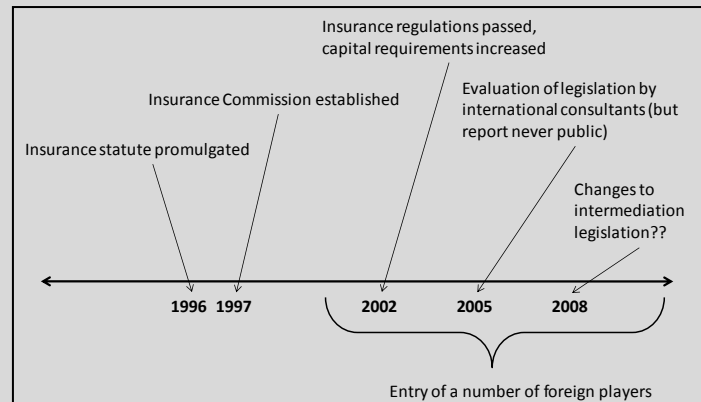 Insurance regulations passed,
capital requirements increased
Evaluation of legislation by
international consultants (but
report never public)
Insurance Commission established
Insurance statute promulgated
Changes to
intermediation
legislation??
1996 1997 2002 2005 2008
Entry of a number of foreign players